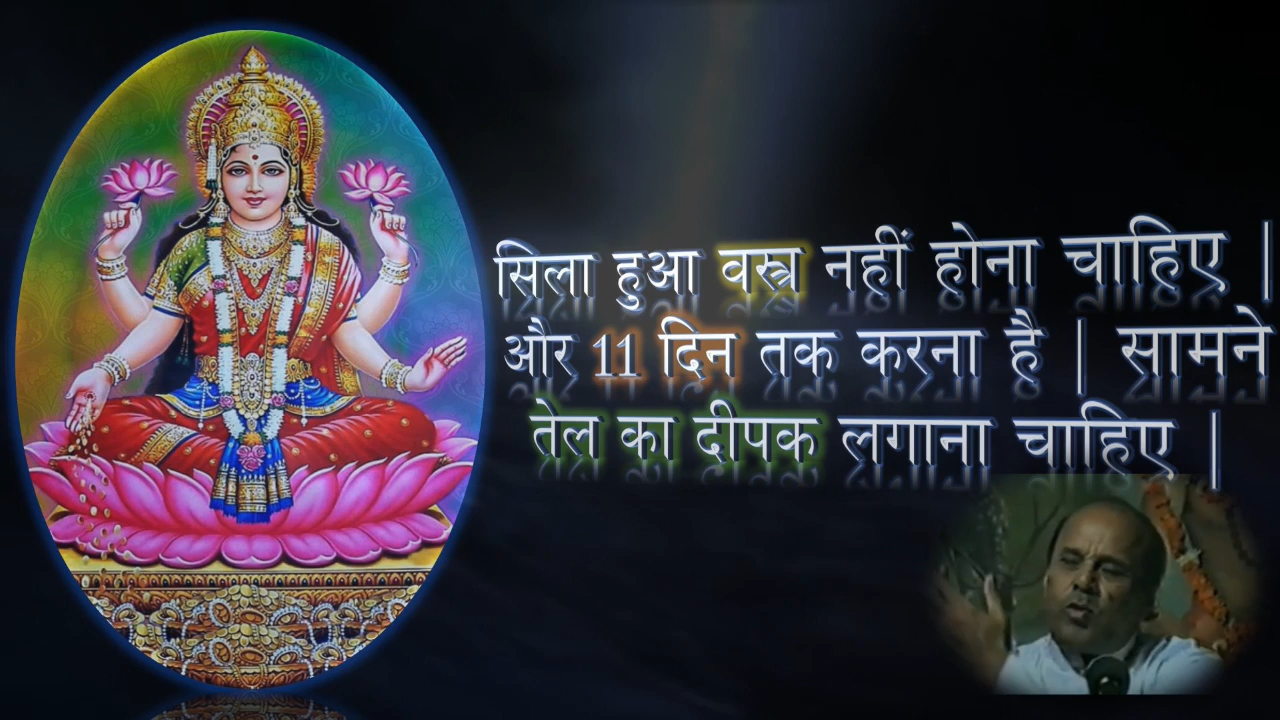 सिला हुआ वस्त्र नहीं होना चाहिए |
और 11 दिन तक करना है | सामने
तेल का दीपक लगाना चाहिए |